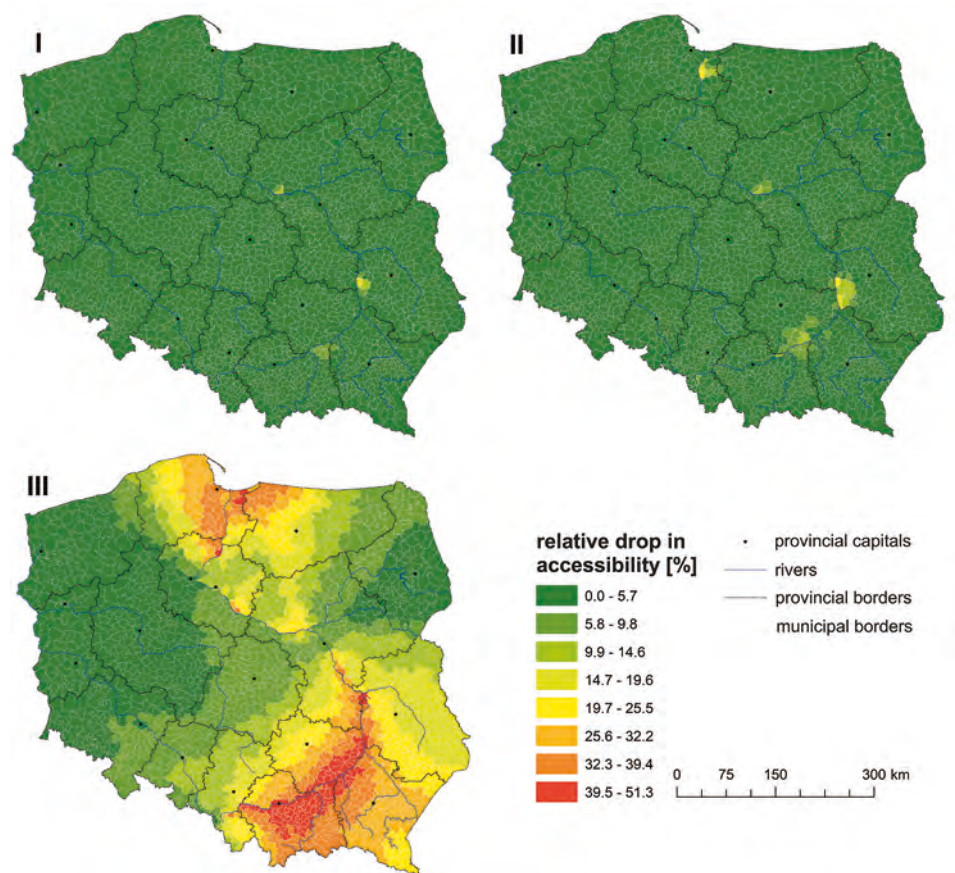 I
II
III
relative drop in
accessibility [%]
0.0 - 5.7
5.8 - 9.8
9.9 - 14.6
14.7 - 19.6
19.7 - 25.5
25.6 - 32.2
32.3 - 39.4
39.5 - 51.3
provincial capitals
rivers
provincial borders
municipal borders
0 75 150 300 km